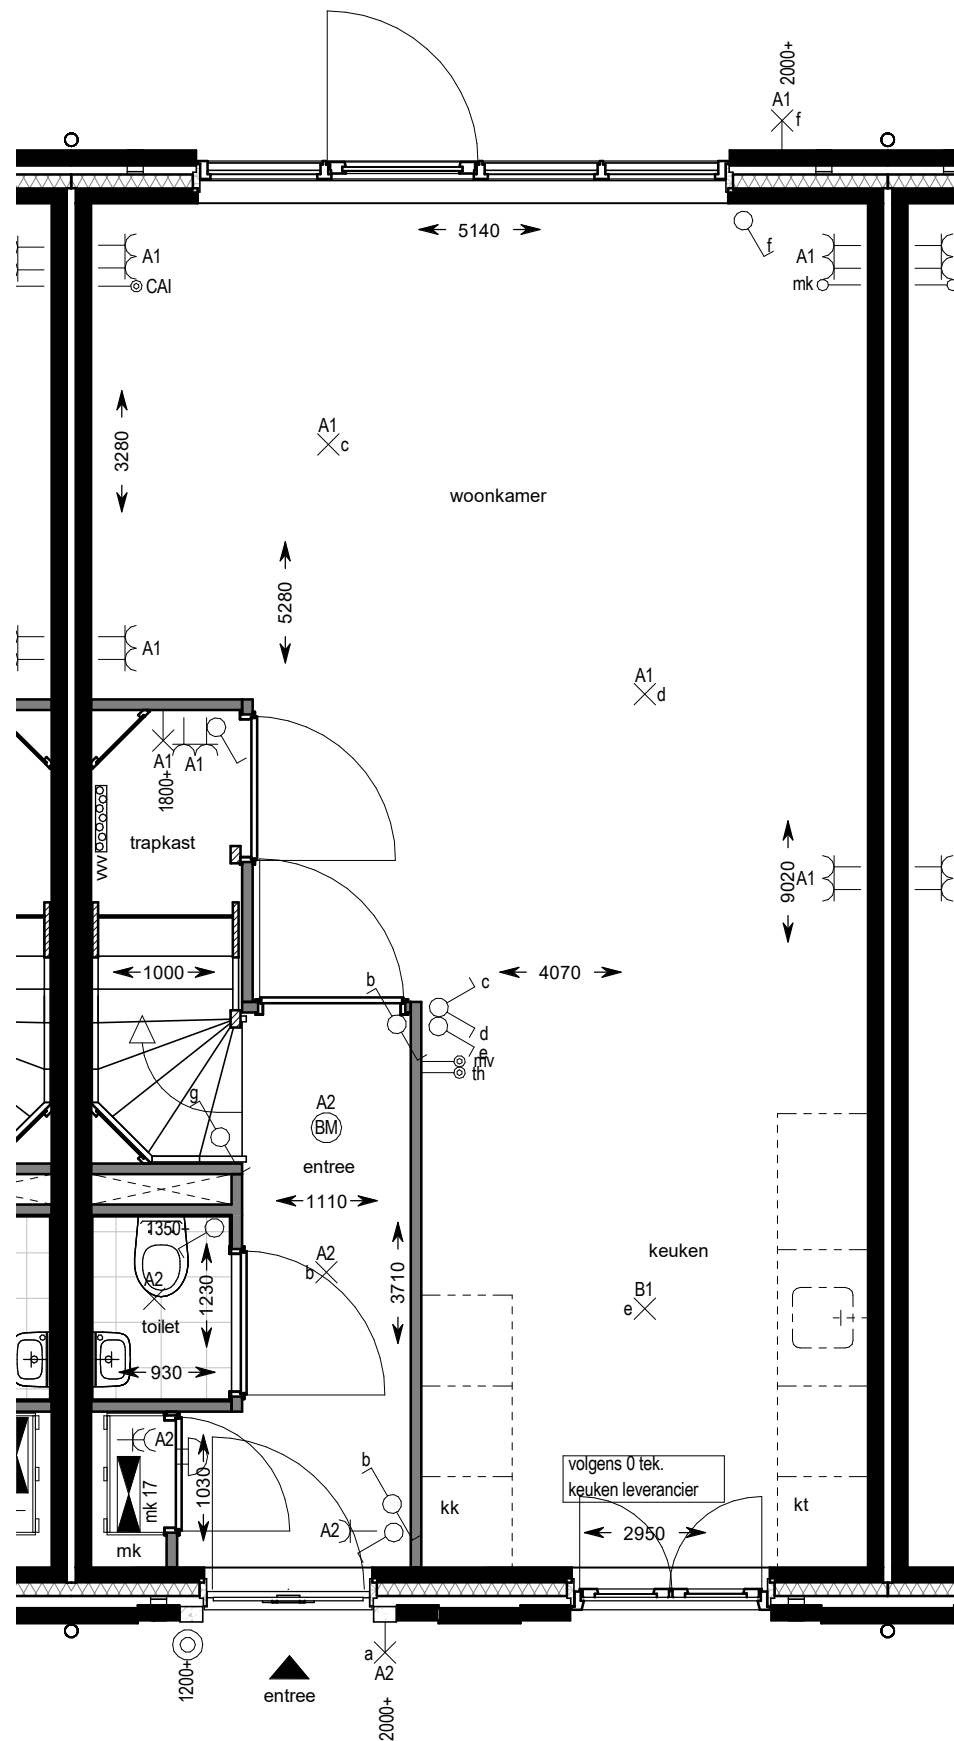 2000+
A1
f
5140
f
A1
CAI
A1
mk
3280
A1
c
woonkamer
5280
A1
A1
d
A1
A1
1800+
trapkast
VVV
9020
A1
1000
b
4070
c
d
e
mv
th
g
A2
BM
entree
1110
1350+
3710
keuken
A2
b
A2
1230
toilet
B1
e
930
A2
mk 17
1030
b
A2
volgens 0 tek.
keuken leverancier
kk
kt
2950
mk
1200+
entree
a
A2
2000+